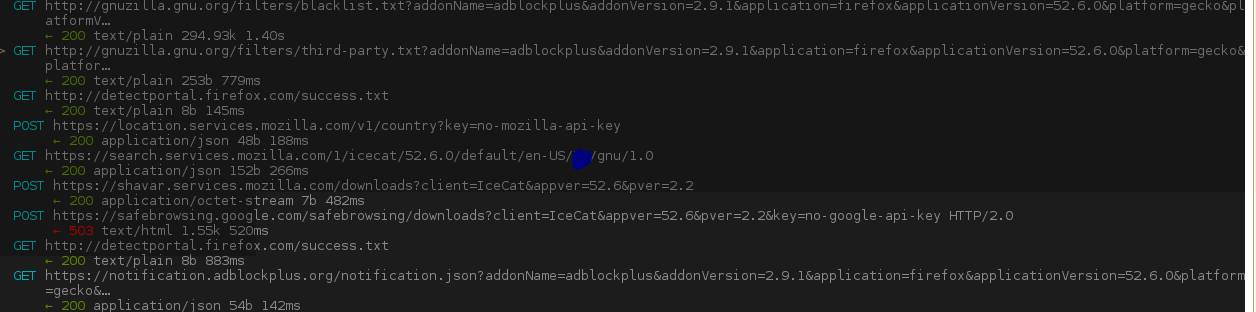 GET http://gnuzilla.gnu.org/filters/blacklist.txt?addonName=adblockplus&addonVersion=2.9.1&application=firefox&applicationVersion=52.6.0&platform=gecko&pl
atformV…
← 200 text/plain 294.93k 1.40s
> GET http://gnuzilla.gnu.org/filters/third-party.txt?addonName=adblockplus&addonVersion=2.9.1&application=firefox&applicationVersion=52.6.0&platform=gecko&
platfor…
← 200 text/plain 253b 779ms
GET http://detectportal.firefox.com/success.txt
← 200 text/plain 8b 145ms
POST https://location.services.mozilla.com/v1/country?key=no-mozilla-api-key
← 200 application/json 48b 188ms
GET https://search.services.mozilla.com/1/icecat/52.6.0/default/en-US/ /gnu/1.0
← 200 application/json 152b 266ms
POST https://shavar.services.mozilla.com/downloads?client=IceCat&appver=52.6&pver=2.2
← 200 application/octet-stream 7b 482ms
POST https://safebrowsing.google.com/safebrowsing/downloads?client=IceCat&appver=52.6&pver=2.2&key=no-google-api-key HTTP/2.0
← 503 text/html 1.55k 520ms
GET http://detectportal.firefox.com/success.txt
← 200 text/plain 8b 883ms
GET https://notification.adblockplus.org/notification.json?addonName=adblockplus&addonVersion=2.9.1&application=firefox&applicationVersion=52.6.0&platform
=gecko&…
← 200 application/json 54b 142ms